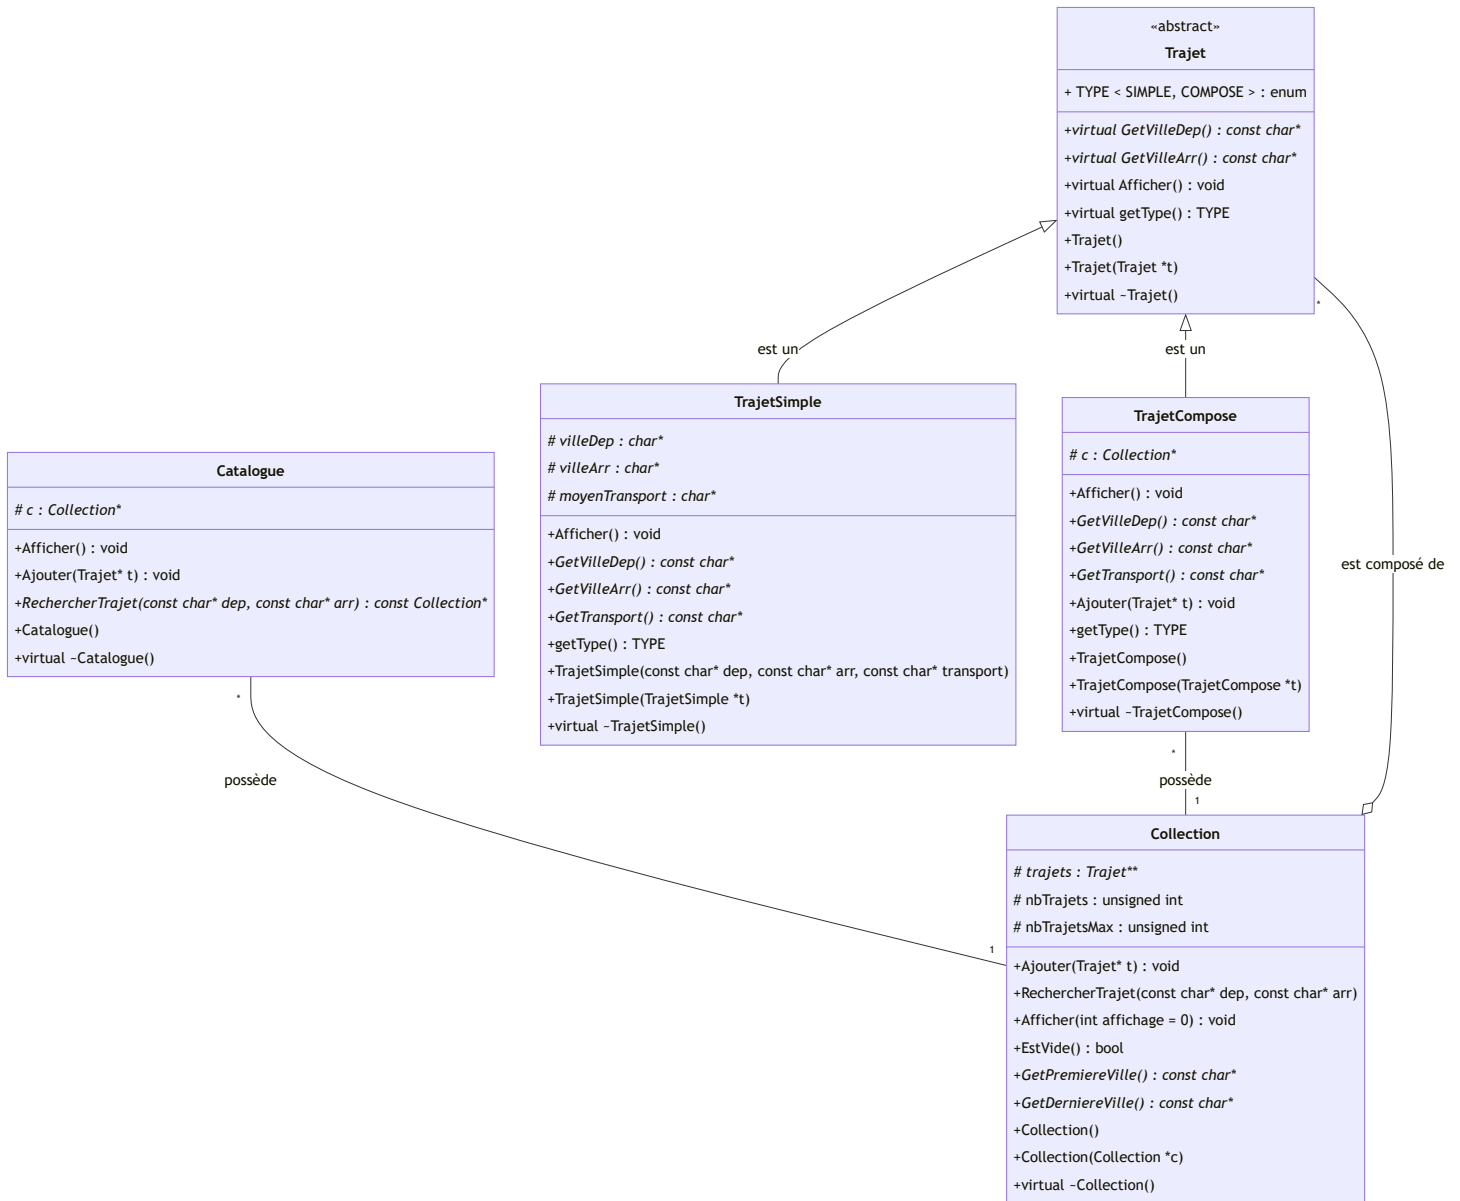 «abstract»
Trajet
+ TYPE < SIMPLE, COMPOSE > : enum
+virtual GetVilleDep() : const char*
+virtual GetVilleArr() : const char*
+virtual Afficher() : void
+virtual getType() : TYPE
+Trajet()
+Trajet(Trajet *t)
+virtual ~Trajet()
*
est un
est un
est composé de
TrajetSimple
# villeDep : char*
# villeArr : char*
# moyenTransport : char*
+Afficher() : void
+GetVilleDep() : const char*
+GetVilleArr() : const char*
+GetTransport() : const char*
+getType() : TYPE
+TrajetSimple(const char* dep, const char* arr, const char* transport)
+TrajetSimple(TrajetSimple *t)
+virtual ~TrajetSimple()
TrajetCompose
# c : Collection*
+Afficher() : void
+GetVilleDep() : const char*
+GetVilleArr() : const char*
+GetTransport() : const char*
+Ajouter(Trajet* t) : void
+getType() : TYPE
+TrajetCompose()
+TrajetCompose(TrajetCompose *t)
+virtual ~TrajetCompose()
Catalogue
# c : Collection*
+Afficher() : void
+Ajouter(Trajet* t) : void
+RechercherTrajet(const char* dep, const char* arr) : const Collection*
+Catalogue()
+virtual ~Catalogue()
*
possède
1
*
possède
1
Collection
# trajets : Trajet**
# nbTrajets : unsigned int
# nbTrajetsMax : unsigned int
+Ajouter(Trajet* t) : void
+RechercherTrajet(const char* dep, const char* arr)
+Afficher(int affichage = 0) : void
+EstVide() : bool
+GetPremiereVille() : const char*
+GetDerniereVille() : const char*
+Collection()
+Collection(Collection *c)
+virtual ~Collection()